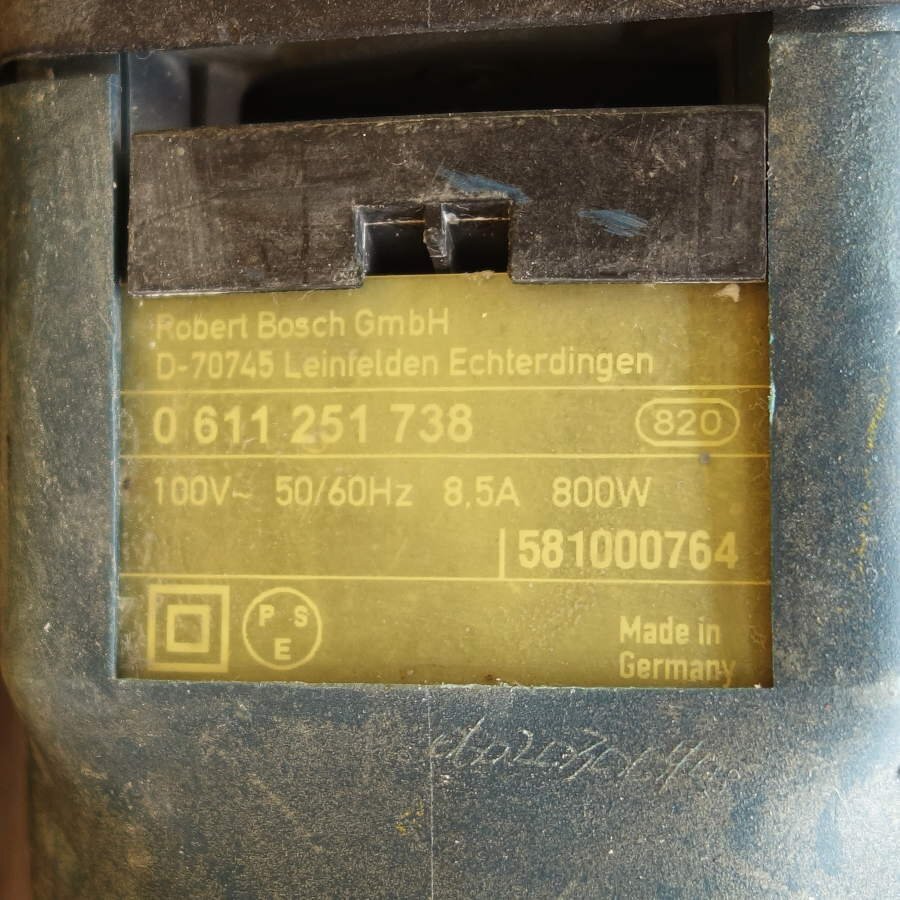 Robert Bosch GmbH
D-70745 Leinfelden Echterdingen
0 611 251 738 820
100V~ 50/60Hz 8,5A 800W
581000764
P S
E
Made in
Germany